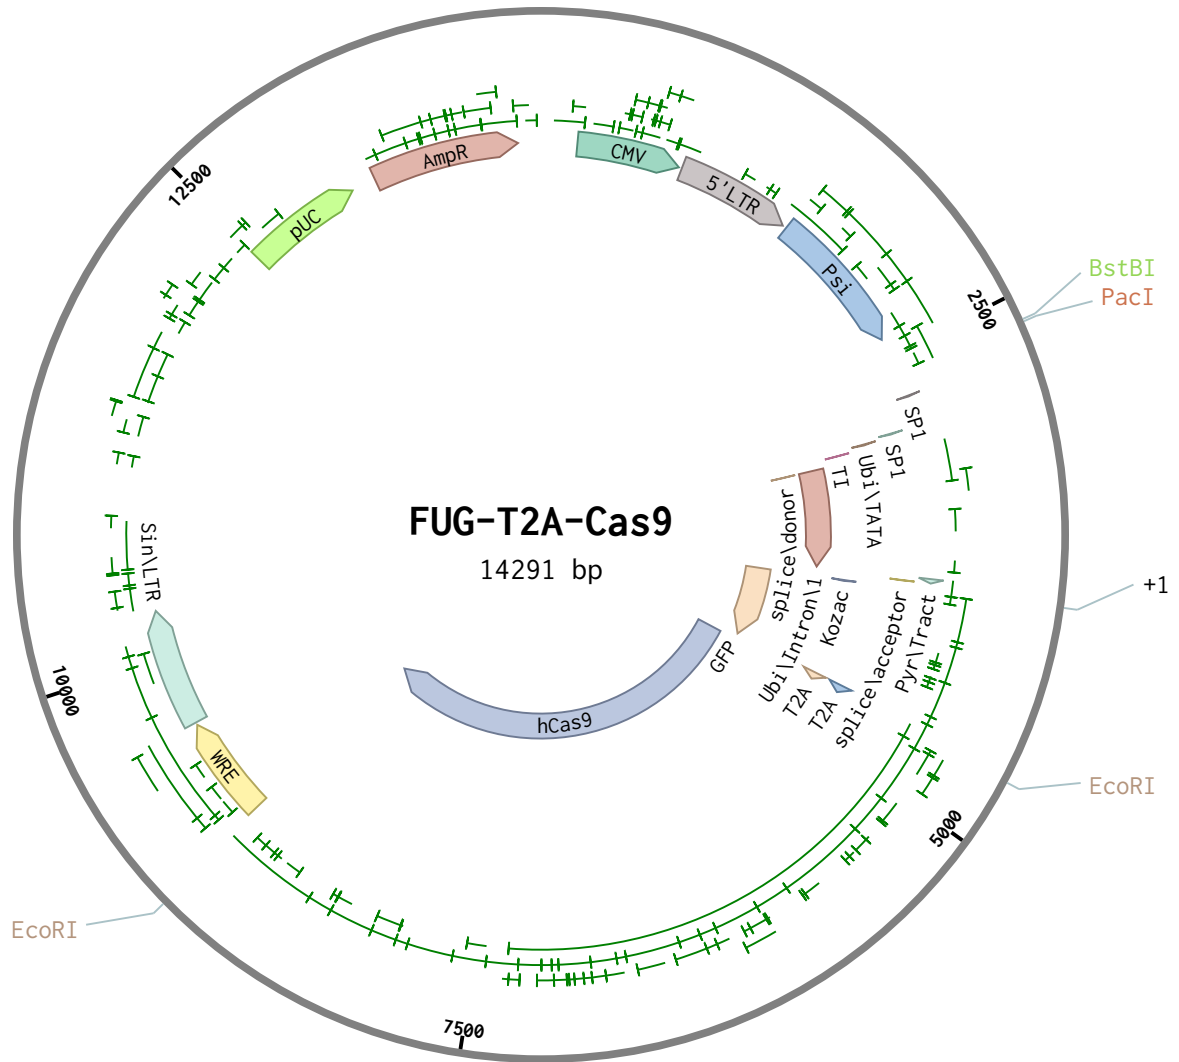 AmpR
CMV
5'LTR
12500
pUC
Psi
BstBI
PacI
2500
SP1
SP1
Ubi\TATA
TI
splice\donor
FUG-T2A-Cas9
14291 bp
Sin\LTR
+1
Ubi\Intron\1
Kozac
splice\acceptor
Pyr\Tract
GFP
T2A
T2A
10000
hCas9
WRE
EcoRI
5000
EcoRI
7500